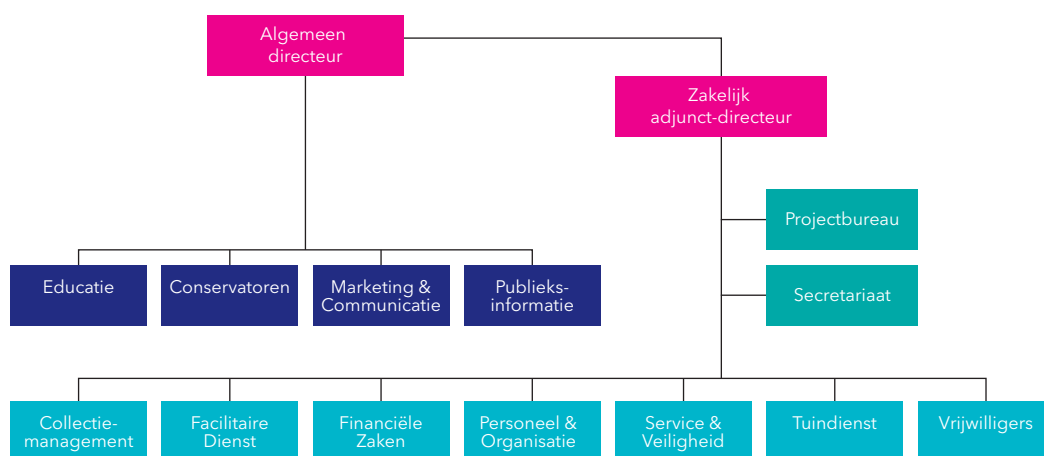 Algemeen
directeur
Zakelijk
adjunct-directeur
Projectbureau
Secretariaat
Educatie
Conservatoren
Marketing &
Communicatie
Publieks-
informatie
Collectie-
management
Facilitaire
Dienst
Financiële
Zaken
Personeel &
Organisatie
Service &
Veiligheid
Tuindienst
Vrijwilligers